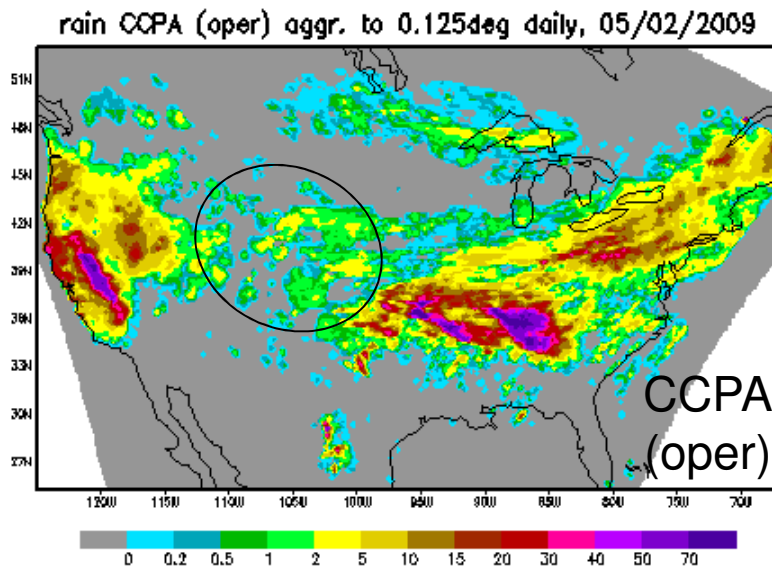 rain CCPA (oper) aggr. to 0.125deg daily, 05/02/2009
51N
48N
45N
42N
39N
36N
33N
30N
27N
CCPA
(oper)
120W 115W 110W 105W 100W 95W 90W 85W 80W 75W 70W
0 0.2 0.5 1 2 5 10 15 20 30 40 50 70